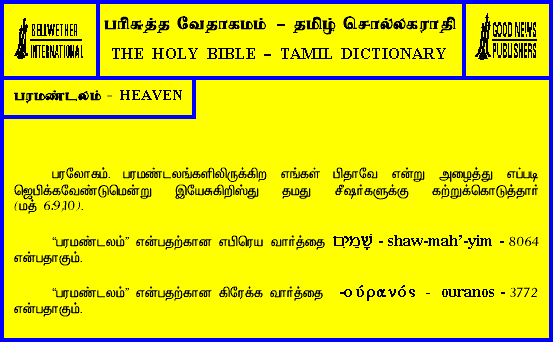 BELLWETHER
INTERNATIONAL
பரிசுத்த வேதாகமம் – தமிழ் சொல்லகராதி
THE HOLY BIBLE – TAMIL DICTIONARY
GOOD NEWS
PUBLISHERS
பரமண்டலம் - HEAVEN
பரலோகம். பரமண்டலங்களிலிருக்கிற எங்கள் பிதாவே என்று அழைத்து எப்படி
ஜெபிக்கவேண்டுமென்று இயேசுகிறிஸ்து தமது சீஷர்களுக்கு கற்றுக்கொடுத்தார்
(மத் 6:9,10).
“பரமண்டலம்” என்பதற்கான எபிரெய வார்த்தை שָׁמַיִם - shaw-mah’-yim - 8064
என்பதாகும்.
“பரமண்டலம்” என்பதற்கான கிரேக்க வார்த்தை -οὐρανός - ouranos - 3772
என்பதாகும்.